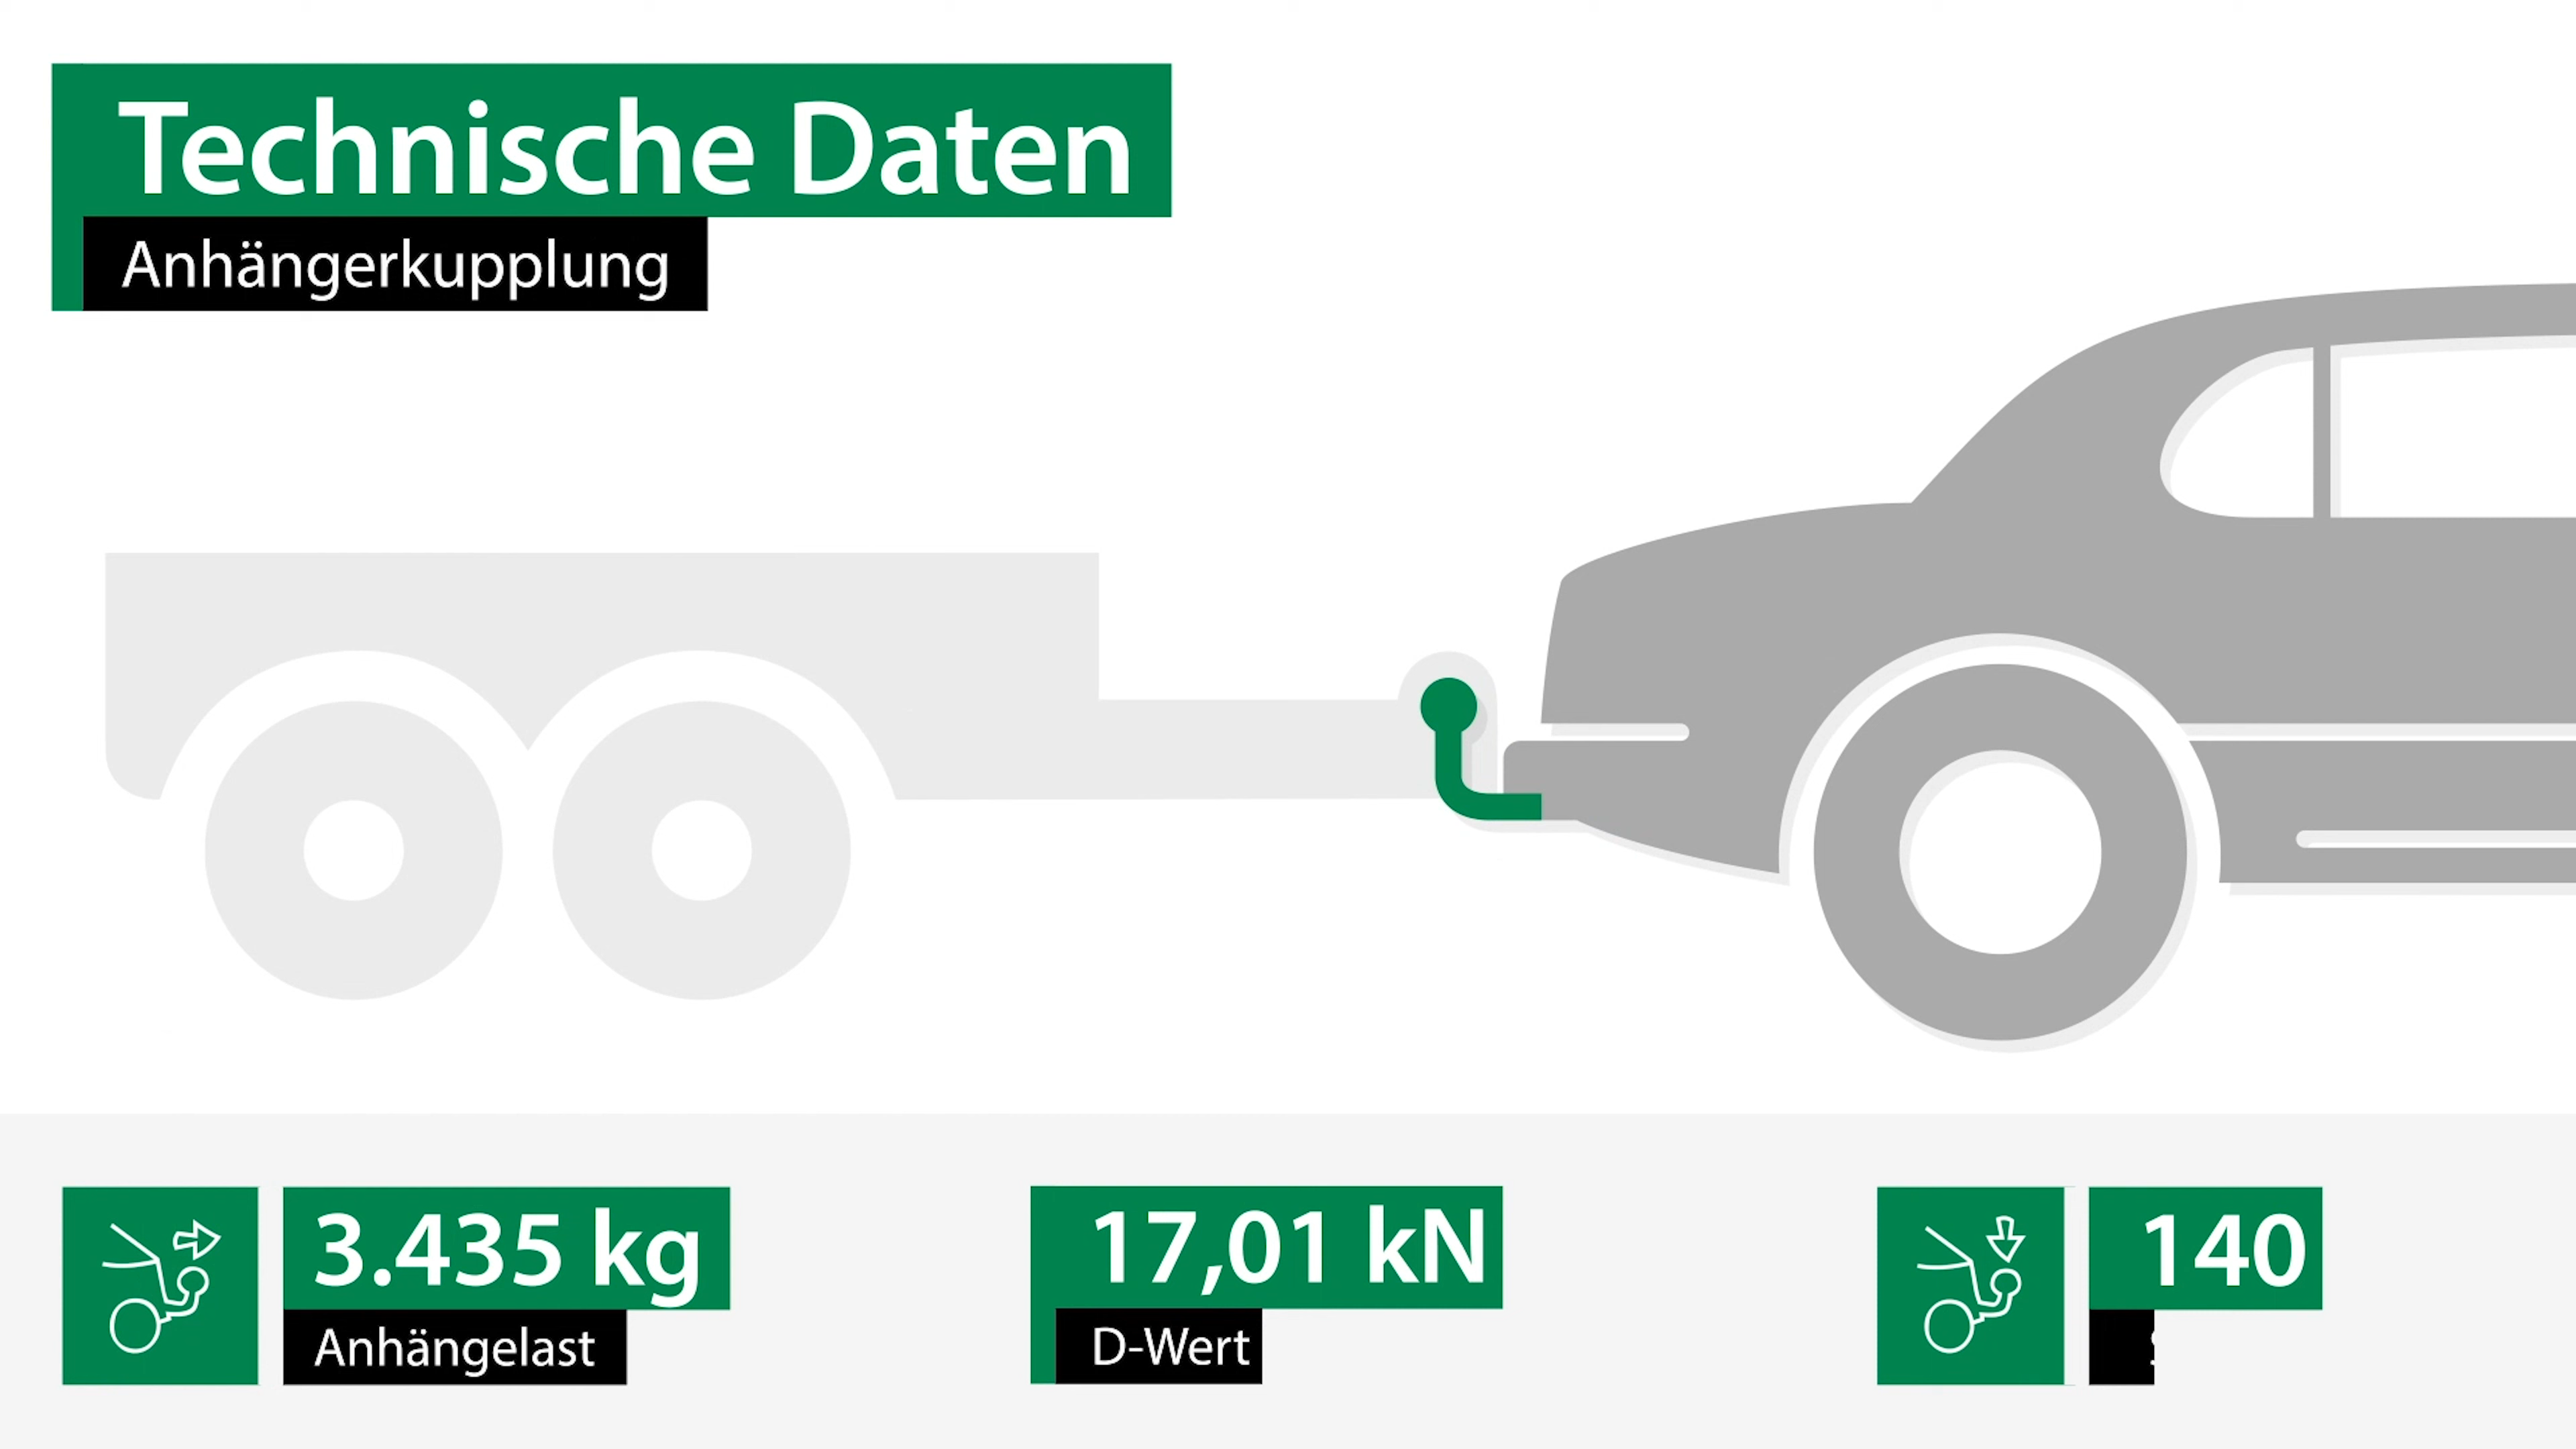 Technische Daten
Anhängerkupplung
3.435 kg
Anhängelast
17,01 kN
D-Wert
140